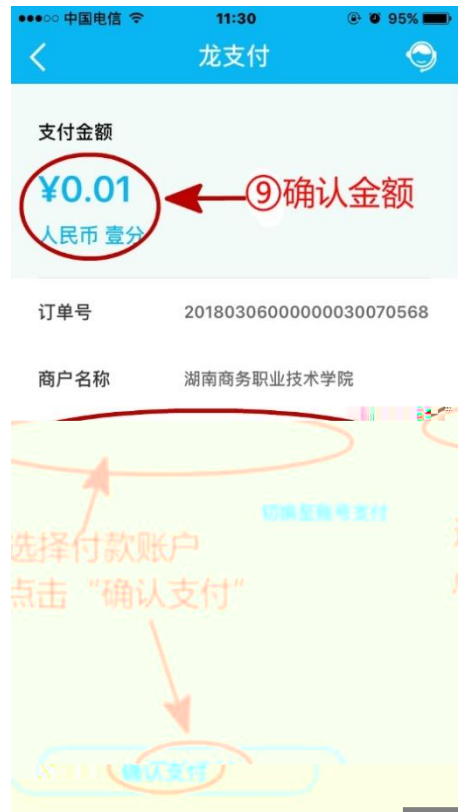 中国电信 11:30 95%
龙支付
支付金额
¥0.01
⑨确认金额
人民币 壹分
订单号 20180306000000030070568
商户名称 湖南商务职业技术学院
切换至账号支付
选择付款账户
点击“确认支付”
确认支付